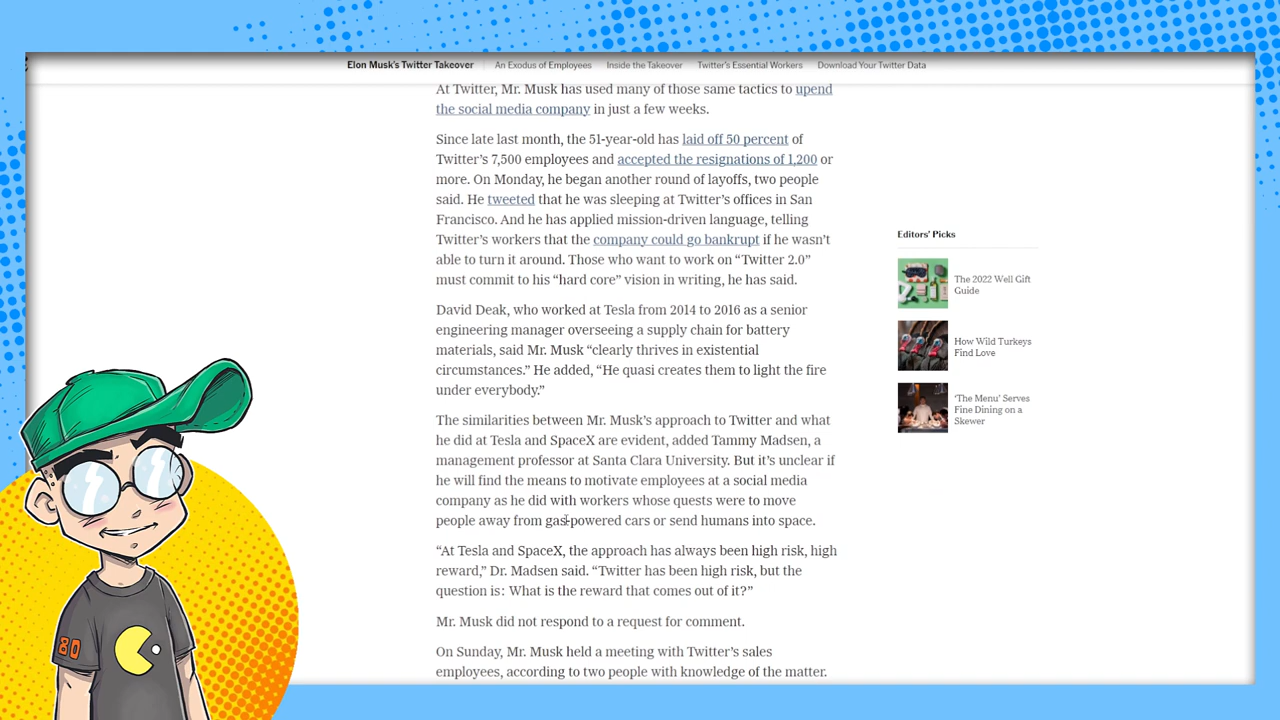 Elon Musk's Twitter Takeover An Exodus of Employees Inside the Takeover Twitter's Essential Workers Download Your Twitter Data
At Twitter, Mr. Musk has used many of those same tactics to upend
the social media company in just a few weeks.
Since late last month, the 51-year-old has laid off 50 percent of
Twitter's 7,500 employees and accepted the resignations of 1,200 or
more. On Monday, he began another round of layoffs, two people
said. He tweeted that he was sleeping at Twitter's offices in San
Francisco. And he has applied mission-driven language, telling
Twitter's workers that the company could go bankrupt if he wasn't
able to turn it around. Those who want to work on “Twitter 2.0”
must commit to his “hard core” vision in writing, he has said.
David Deak, who worked at Tesla from 2014 to 2016 as a senior
engineering manager overseeing a supply chain for battery
materials, said Mr. Musk “clearly thrives in existential
circumstances.” He added, “He quasi creates them to light the fire
under everybody.”
The similarities between Mr. Musk's approach to Twitter and what
he did at Tesla and SpaceX are evident, added Tammy Madsen, a
management professor at Santa Clara University. But it's unclear if
he will find the means to motivate employees at a social media
company as he did with workers whose quests were to move
people away from gas-powered cars or send humans into space.
“At Tesla and SpaceX, the approach has always been high risk, high
reward,” Dr. Madsen said. “Twitter has been high risk, but the
question is: What is the reward that comes out of it?”
Mr. Musk did not respond to a request for comment.
On Sunday, Mr. Musk held a meeting with Twitter's sales
employees, according to two people with knowledge of the matter.
Editors' Picks
The 2022 Well Gift
Guide
How Wild Turkeys
Find Love
‘The Menu’ Serves
Fine Dining on a
Skewer
80